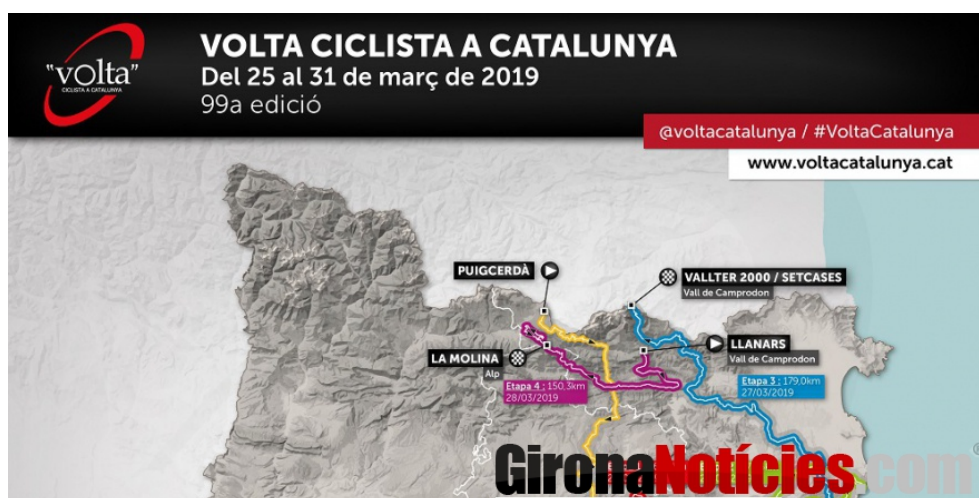 "volta"
CICLISTA A CATALUNYA
VOLTA CICLISTA A CATALUNYA
Del 25 al 31 de març de 2019
99a edició
@voltacatalunya / #VoltaCatalunya
www.voltacatalunya.cat
PUIGCERDÀ
VALLTER 2000 / SETCASES
Vall de Camprodon
LA MOLINA
Alp
LLANARS
Vall de Camprodon
Etapa 4 : 150,3km
28/03/2019
Etapa 3 : 179,0km
27/03/2019
GironaNotícies.com